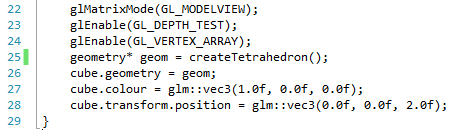 22 glMatrixMode(GL_MODELVIEW);
23 glEnable(GL_DEPTH_TEST);
24 glEnable(GL_VERTEX_ARRAY);
25 geometry* geom = createTetrahedron();
26 cube.geometry = geom;
27 cube.colour = glm::vec3(1.0f, 0.0f, 0.0f);
28 cube.transform.position = glm::vec3(0.0f, 0.0f, 2.0f);
29 }